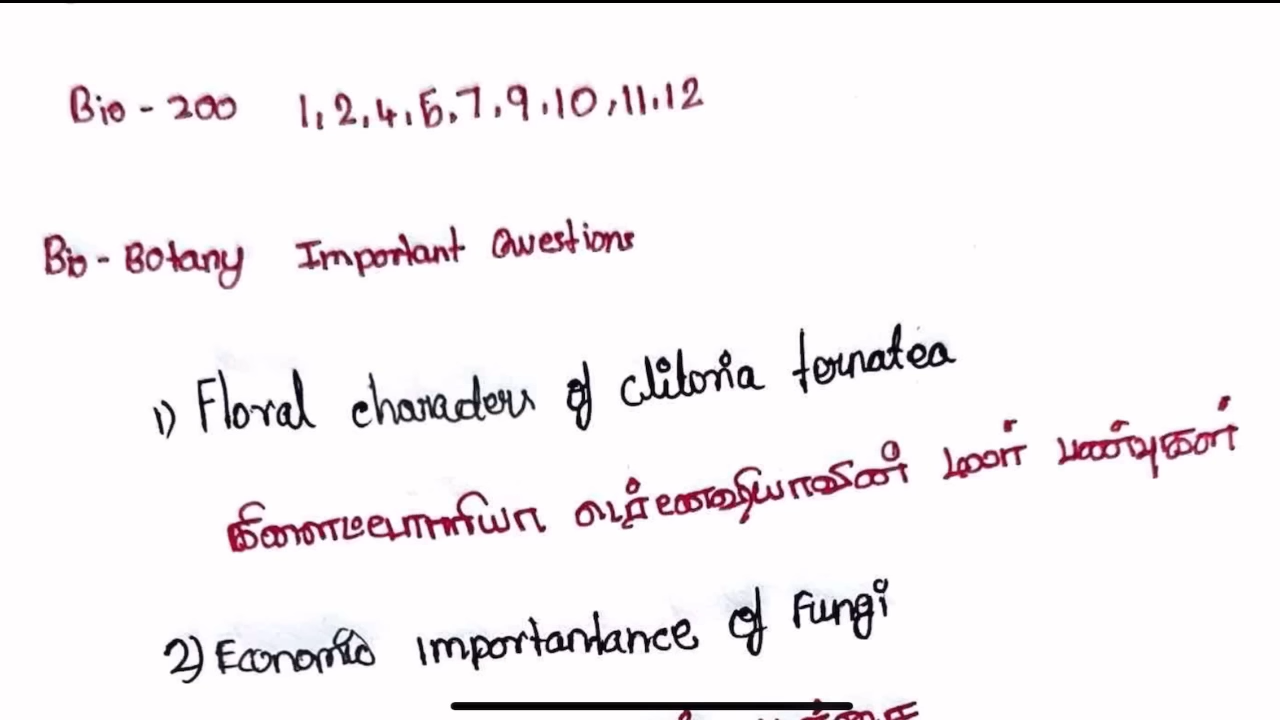 Bio - 200 1, 2, 4, 5, 7, 9, 10, 11, 12
Bio - Botany Important Questions
1) Floral characters of clitoria ternatea
மலர் பண்புகள்
2) Economic Importantance of Fungi